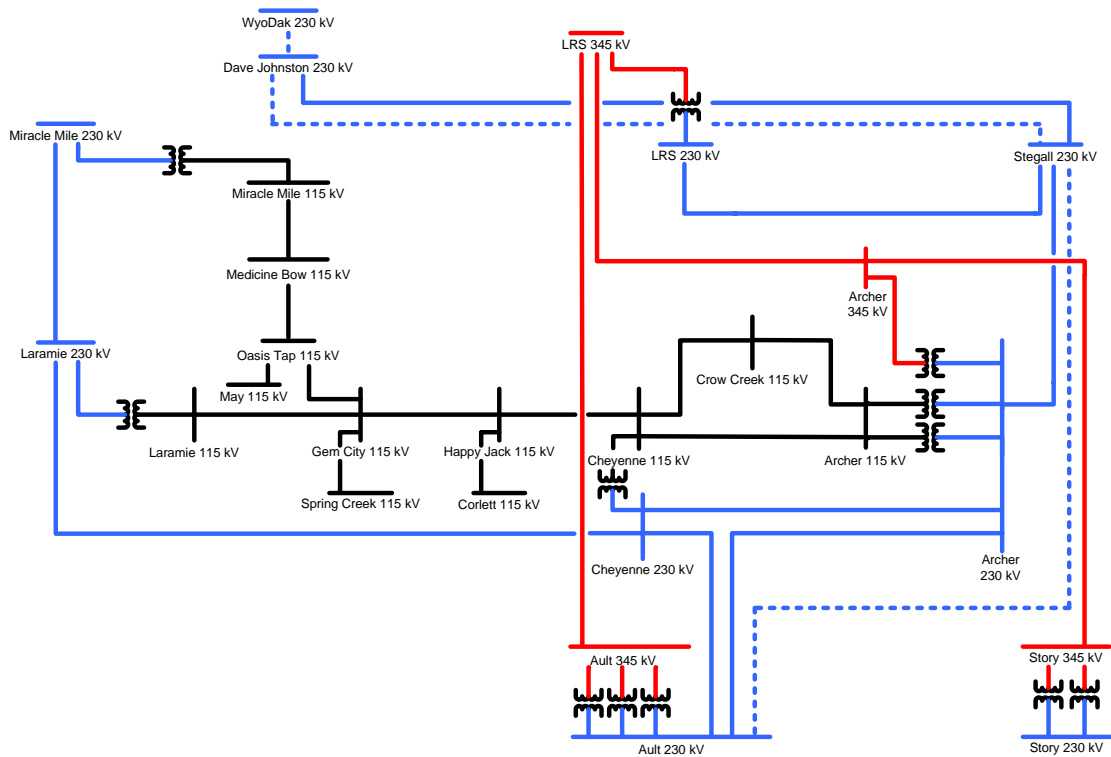 WyoDak 230 kV
LRS 345 kV
Dave Johnston 230 kV
Miracle Mile 230 kV
LRS 230 kV
Stegall 230 kV
Miracle Mile 115 kV
Medicine Bow 115 kV
Archer
345 kV
Laramie 230 kV
Oasis Tap 115 kV
Crow Creek 115 kV
May 115 kV
Laramie 115 kV
Gem City 115 kV
Happy Jack 115 kV
Cheyenne 115 kV
Archer 115 kV
Spring Creek 115 kV
Corlett 115 kV
Cheyenne 230 kV
Archer
230 kV
Ault 345 kV
Story 345 kV
Ault 230 kV
Story 230 kV